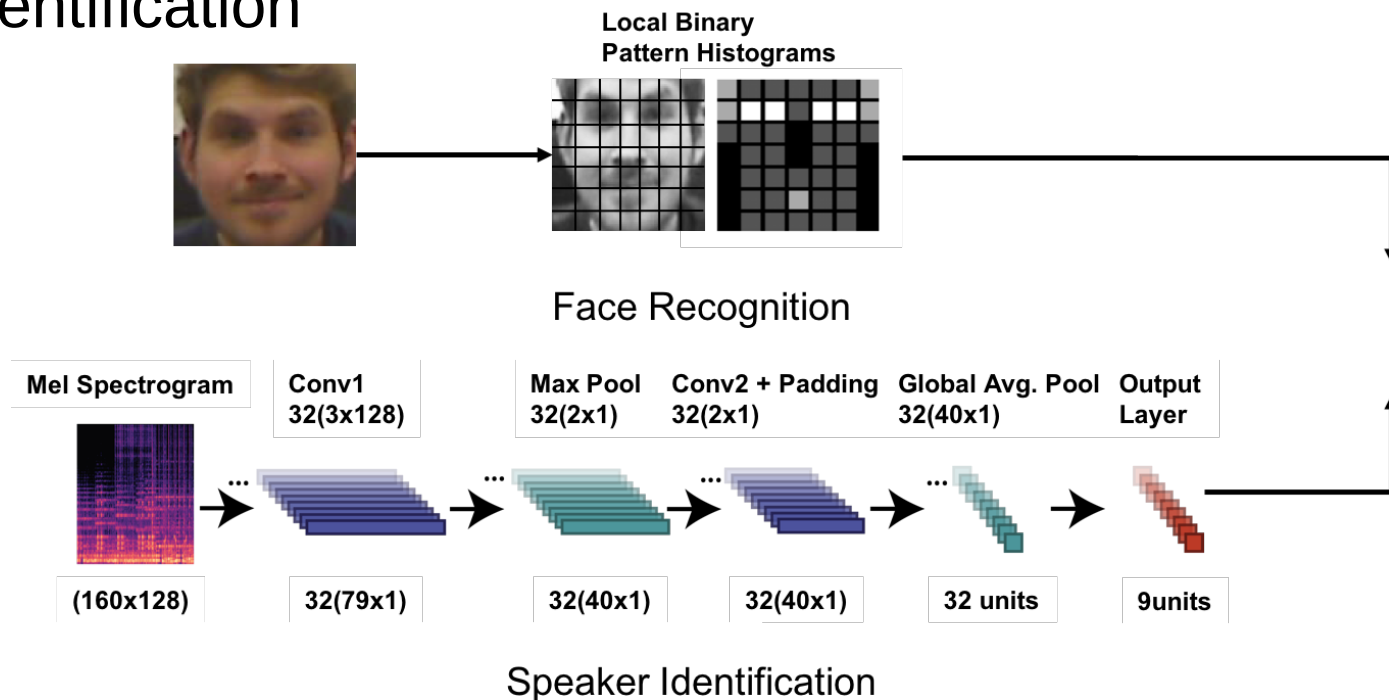 entification
Local Binary
Pattern Histograms
Face Recognition
Mel Spectrogram
Conv1
32(3x128)
Max Pool
32(2x1)
Conv2 + Padding
32(2x1)
Global Avg. Pool
32(40x1)
Output
Layer
...
...
...
...
(160x128)
32(79x1)
32(40x1)
32(40x1)
32 units
9units
Speaker Identification